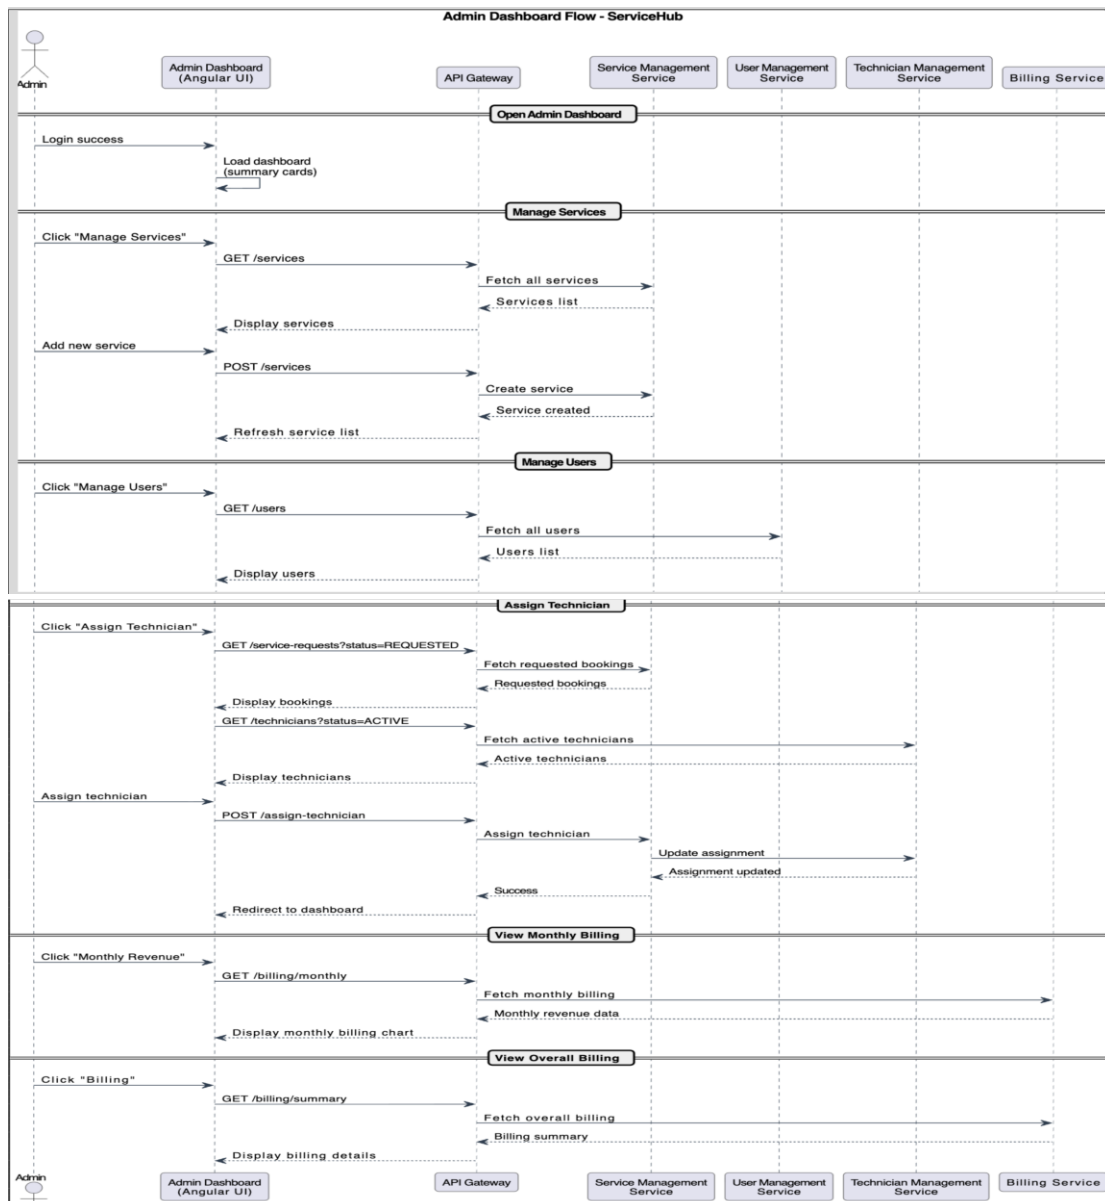 Admin Dashboard Flow - ServiceHub
Admin
Admin Dashboard
(Angular UI)
API Gateway
Service Management
Service
User Management
Service
Technician Management
Service
Billing Service
Open Admin Dashboard
Login success
Load dashboard
(summary cards)
Manage Services
Click "Manage Services"
GET /services
Fetch all services
Services list
Display services
Add new service
POST /services
Create service
Service created
Refresh service list
Manage Users
Click "Manage Users"
GET /users
Fetch all users
Users list
Display users
Assign Technician
Click "Assign Technician"
GET /service-requests?status=REQUESTED
Fetch requested bookings
Requested bookings
Display bookings
GET /technicians?status=ACTIVE
Fetch active technicians
Active technicians
Display technicians
Assign technician
POST /assign-technician
Assign technician
Update assignment
Assignment updated
Success
Redirect to dashboard
View Monthly Billing
Click "Monthly Revenue"
GET /billing/monthly
Fetch monthly billing
Monthly revenue data
Display monthly billing chart
View Overall Billing
Click "Billing"
GET /billing/summary
Fetch overall billing
Billing summary
Display billing details
Admin
Admin Dashboard
(Angular UI)
API Gateway
Service Management
Service
User Management
Service
Technician Management
Service
Billing Service